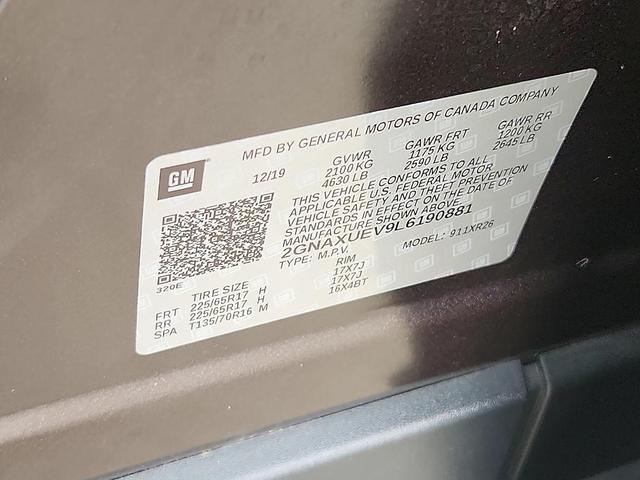 GM
MFD BY GENERAL MOTORS OF CANADA COMPANY
12/19
GVWR GAWR FRT GAWR RR
2100 KG 1175 KG 1200 KG
4630 LB 2590 LB 2645 LB
THIS VEHICLE CONFORMS TO ALL
APPLICABLE U.S. FEDERAL MOTOR
VEHICLE SAFETY AND THEFT PREVENTION
STANDARDS IN EFFECT ON THE DATE OF
MANUFACTURE SHOWN ABOVE.
2GNAXUEV9L6190881
TYPE: M.P.V. MODEL: 911XR26
320E
TIRE SIZE RIM
FRT 225/65R17 H 17X7J
RR 225/65R17 H 17X7J
SPA T135/70R16 M 16X4BT